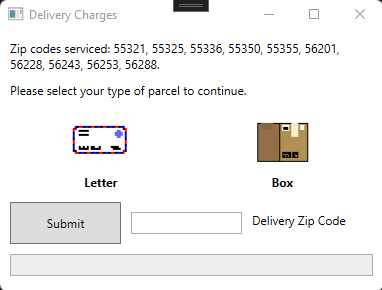 Delivery Charges
Zip codes serviced: 55321, 55325, 55336, 55350, 55355, 56201,
56228, 56243, 56253, 56288.
Please select your type of parcel to continue.
Letter
Box
Submit
Delivery Zip Code